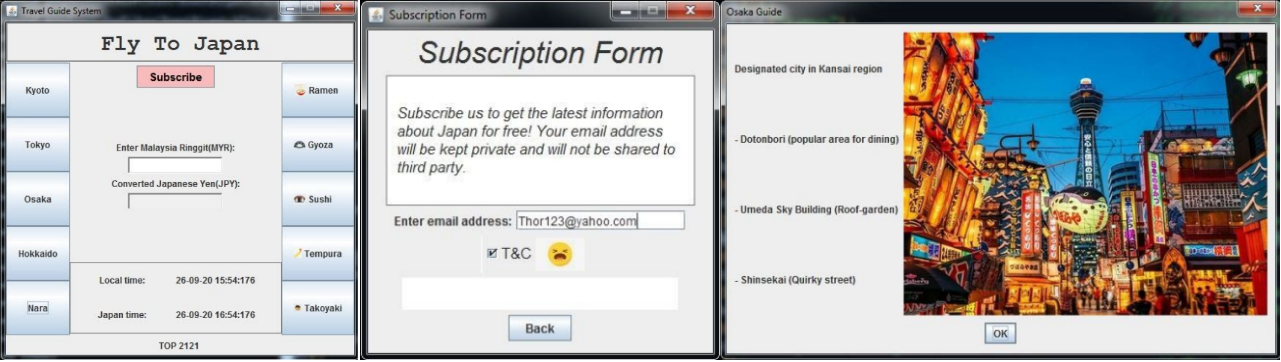 Travel Guide System
Fly To Japan
Subscribe
Kyoto
Tokyo
Osaka
Hokkaido
Nara
Enter Malaysia Ringgit(MYR):
Converted Japanese Yen(JPY):
Local time: 26-09-20 15:54:176
Japan time: 26-09-20 16:54:176
Ramen
Gyoza
Sushi
Tempura
Takoyaki
TOP 2121
Subscription Form
Subscription Form
Subscribe us to get the latest information
about Japan for free! Your email address
will be kept private and will not be shared to
third party.
Enter email address: Thor123@yahoo.com
T&C
Back
Osaka Guide
Designated city in Kansai region
- Dotonbori (popular area for dining)
- Umeda Sky Building (Roof-garden)
- Shinsekai (Quirky street)
OK